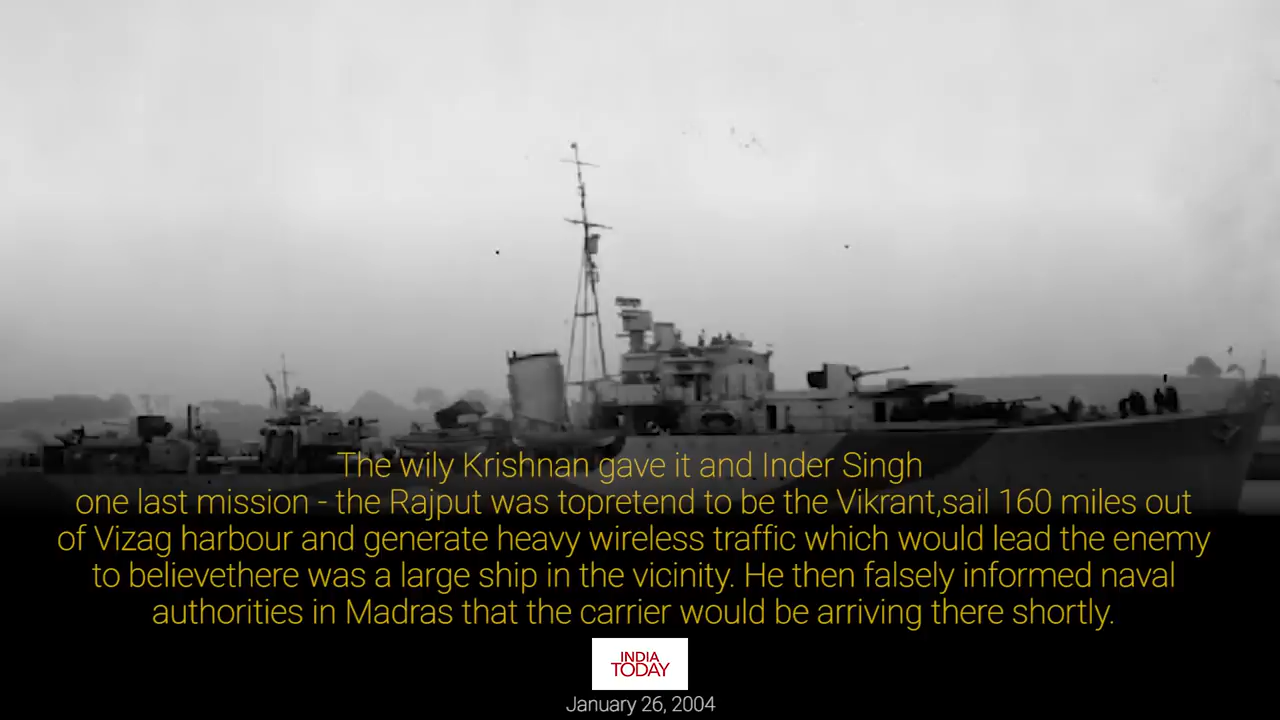 The wily Krishnan gave it and Inder Singh
one last mission - the Rajput was topretend to be the Vikrant,sail 160 miles out
of Vizag harbour and generate heavy wireless traffic which would lead the enemy
to believethere was a large ship in the vicinity. He then falsely informed naval
authorities in Madras that the carrier would be arriving there shortly.
INDIA
TODAY
January 26, 2004